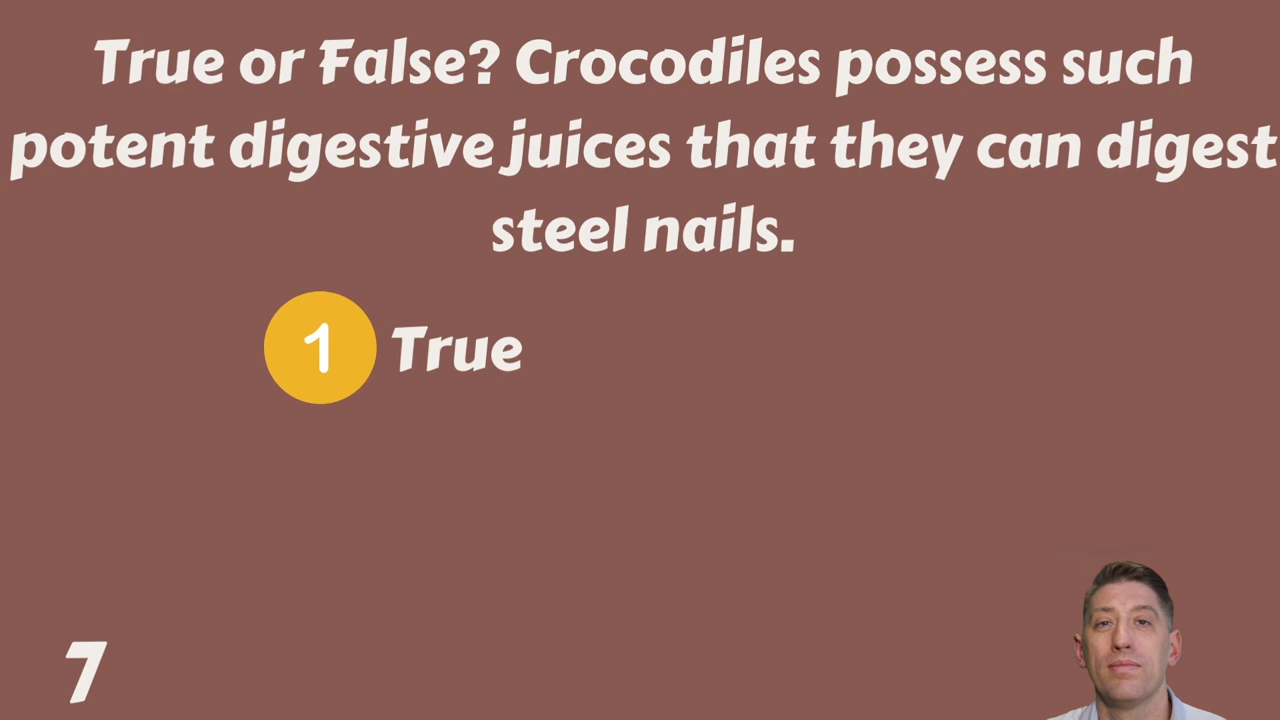 True or False? Crocodiles possess such
potent digestive juices that they can digest
steel nails.
1 True
7